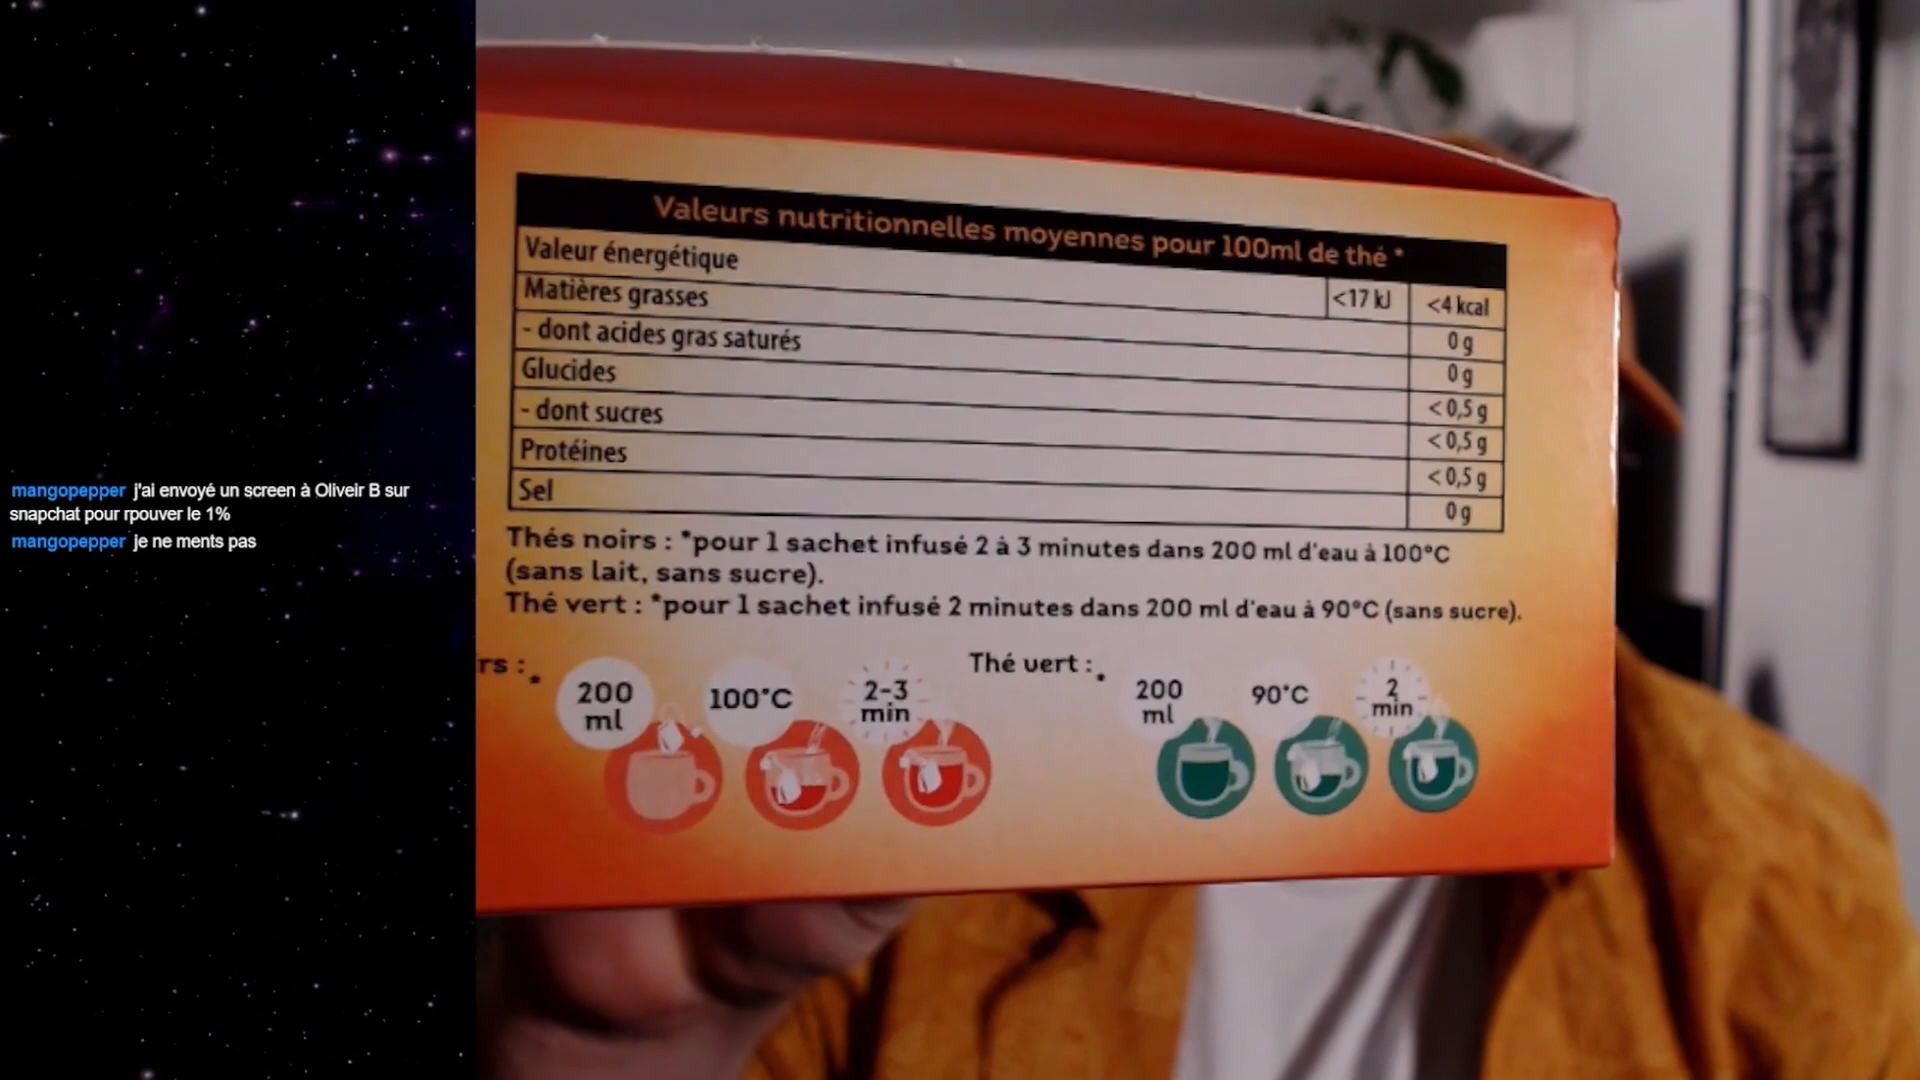 mangopepper j'ai envoyé un screen à Oliveir B sur
snapchat pour rpouver le 1%
mangopepper je ne ments pas
Valeurs nutritionnelles moyennes pour 100ml de thé *
Valeur énergétique <17 kJ <4 kcal
Matières grasses 0 g
- dont acides gras saturés 0 g
Glucides < 0,5 g
- dont sucres < 0,5 g
Protéines < 0,5 g
Sel 0 g
Thés noirs : *pour 1 sachet infusé 2 à 3 minutes dans 200 ml d'eau à 100°C
(sans lait, sans sucre).
Thé vert : *pour 1 sachet infusé 2 minutes dans 200 ml d'eau à 90°C (sans sucre).
rs :
200 ml
100°C
2-3 min
Thé vert :
200 ml
90°C
2 min